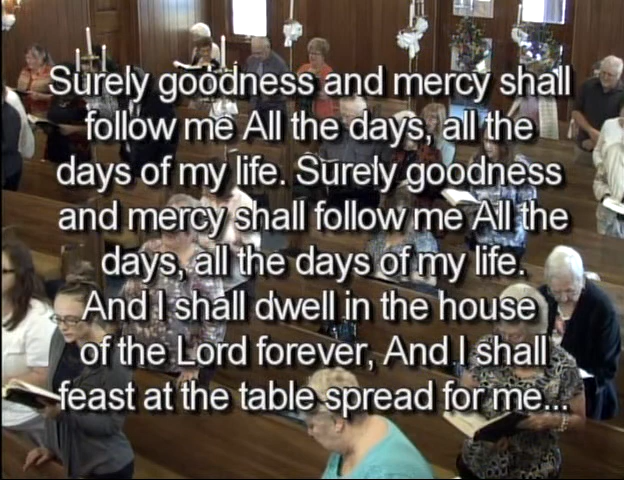 Surely goodness and mercy shall
follow me All the days, all the
days of my life. Surely goodness
and mercy shall follow me All the
days, all the days of my life.
And I shall dwell in the house
of the Lord forever, And I shall
feast at the table spread for me...